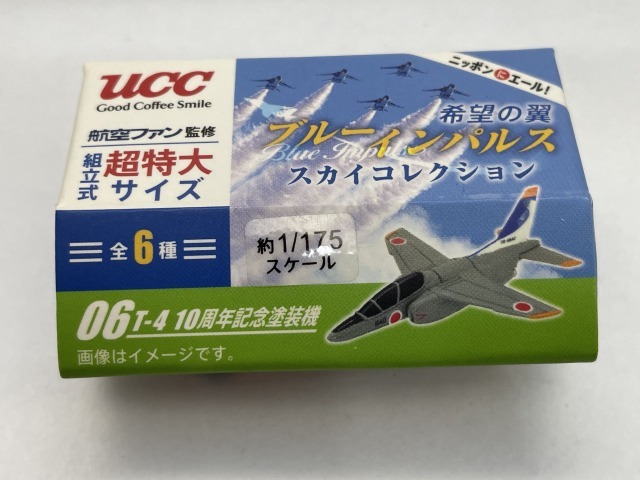 UCC
Good Coffee Smile
航空ファン監修
組立式
超特大
サイズ
全6種
ニッポンにエール!
希望の翼
ブルーインパルス
Blue Impulse
スカイコレクション
約1/175
スケール
06 T-4 10周年記念塗装機
画像はイメージです。